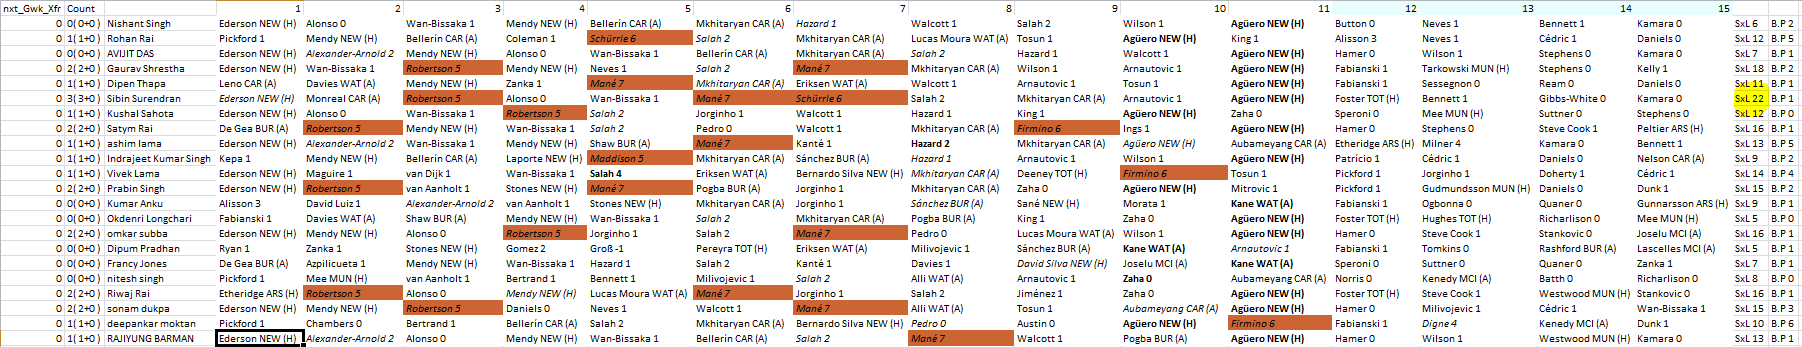 nxt_Gwk_Xfr Count 1 2 3 4 5 6 7 8 9 10 11 12 13 14 15
0 0(0+0) Nishant Singh Ederson NEW (H) Alonso 0 Wan-Bissaka 1 Mendy NEW (H) Bellerín CAR (A) Mkhitaryan CAR (A) Hazard 1 Walcott 1 Salah 2 Wilson 1 Agüero NEW (H) Button 0 Neves 1 Bennett 1 Kamara 0 SxL 6 B.P 2
0 1(1+0) Rohan Rai Pickford 1 Mendy NEW (H) Bellerín CAR (A) Coleman 1 Schürrle 6 Salah 2 Mkhitaryan CAR (A) Lucas Moura WAT (A) Tosun 1 Agüero NEW (H) King 1 Alisson 3 Neves 1 Cédric 1 Daniels 0 SxL 12 B.P 5
0 0(0+0) AVIJIT DAS Ederson NEW (H) Alexander-Arnold 2 Mendy NEW (H) Alonso 0 Wan-Bissaka 1 Bellerín CAR (A) Mkhitaryan CAR (A) Salah 2 Hazard 1 Walcott 1 Agüero NEW (H) Hamer 0 Wilson 1 Stephens 0 Kamara 0 SxL 7 B.P 1
0 2(2+0) Gaurav Shrestha Ederson NEW (H) Wan-Bissaka 1 Robertson 5 Mendy NEW (H) Neves 1 Salah 2 Mané 7 Mkhitaryan CAR (A) Wilson 1 Arnautovic 1 Agüero NEW (H) Fabianski 1 Tarkowski MUN (H) Stephens 0 Kelly 1 SxL 18 B.P 2
0 1(1+0) Dipen Thapa Leno CAR (A) Davies WAT (A) Mendy NEW (H) Zanka 1 Mané 7 Mkhitaryan CAR (A) Eriksen WAT (A) Walcott 1 Arnautovic 1 Tosun 1 Agüero NEW (H) Fabianski 1 Sessegnon 0 Ream 0 Daniels 0 SxL 11 B.P 1
0 3(3+0) Sibin Surendran Ederson NEW (H) Monreal CAR (A) Robertson 5 Alonso 0 Wan-Bissaka 1 Mané 7 Schürrle 6 Salah 2 Mkhitaryan CAR (A) Arnautovic 1 Agüero NEW (H) Foster TOT (H) Bennett 1 Gibbs-White 0 Kamara 0 SxL 22 B.P 1
0 1(1+0) Kushal Sahota Ederson NEW (H) Alonso 0 Mendy NEW (H) Robertson 5 Salah 2 Jorginho 1 Walcott 1 Hazard 1 King 1 Agüero NEW (H) Zaha 0 Speroni 0 Mee MUN (H) Suttner 0 Stephens 0 SxL 12 B.P 0
0 2(2+0) Satym Rai De Gea BUR (A) Robertson 5 Mendy NEW (H) Wan-Bissaka 1 Salah 2 Pedro 0 Walcott 1 Mkhitaryan CAR (A) Firmino 6 Ings 1 Agüero NEW (H) Hamer 0 Stephens 0 Steve Cook 1 Peltier ARS (H) SxL 16 B.P 1
0 1(1+0) ashim lama Ederson NEW (H) Alexander-Arnold 2 Wan-Bissaka 1 Mendy NEW (H) Shaw BUR (A) Mané 7 Kanté 1 Hazard 2 Mkhitaryan CAR (A) Agüero NEW (H) Aubameyang CAR (A) Etheridge ARS (H) Milner 4 Kamara 0 Bennett 1 SxL 13 B.P 5
0 1(1+0) Indrajeet Kumar Singh Kepa 1 Mendy NEW (H) Bellerín CAR (A) Laporte NEW (H) Maddison 5 Mkhitaryan CAR (A) Sánchez BUR (A) Hazard 1 Arnautovic 1 Wilson 1 Agüero NEW (H) Patrício 1 Cédric 1 Daniels 0 Nelson CAR (A) SxL 9 B.P 2
0 1(1+0) Vivek Lama Ederson NEW (H) Maguire 1 van Dijk 1 Wan-Bissaka 1 Salah 4 Eriksen WAT (A) Bernardo Silva NEW (H) Mkhitaryan CAR (A) Deeney TOT (H) Firmino 6 Tosun 1 Pickford 1 Jorginho 1 Doherty 1 Cédric 1 SxL 14 B.P 4
0 2(2+0) Prabin Singh Ederson NEW (H) Robertson 5 van Aanholt 1 Stones NEW (H) Mané 7 Pogba BUR (A) Jorginho 1 Mkhitaryan CAR (A) Zaha 0 Agüero NEW (H) Mitrovic 1 Pickford 1 Gudmundsson MUN (H) Daniels 0 Dunk 1 SxL 15 B.P 2
0 0(0+0) Kumar Anku Alisson 3 David Luiz 1 Alexander-Arnold 2 van Aanholt 1 Stones NEW (H) Mkhitaryan CAR (A) Jorginho 1 Sánchez BUR (A) Sané NEW (H) Morata 1 Kane WAT (A) Fabianski 1 Ogbonna 0 Quaner 0 Gunnarsson ARS (H) SxL 9 B.P 1
0 0(0+0) Okdenri Longchari Fabianski 1 Davies WAT (A) Shaw BUR (A) Mendy NEW (H) Wan-Bissaka 1 Salah 2 Mkhitaryan CAR (A) Pogba BUR (A) King 1 Zaha 0 Agüero NEW (H) Foster TOT (H) Hughes TOT (H) Richarlison 0 Mee MUN (H) SxL 5 B.P 0
0 2(2+0) omkar subba Ederson NEW (H) Mendy NEW (H) Alonso 0 Robertson 5 Jorginho 1 Salah 2 Mané 7 Pedro 0 Lucas Moura WAT (A) Wilson 1 Agüero NEW (H) Hamer 0 Steve Cook 1 Stankovic 0 Joselu MCI (A) SxL 16 B.P 1
0 0(0+0) Dipum Pradhan Ryan 1 Zanka 1 Stones NEW (H) Gomez 2 Groß -1 Pereyra TOT (H) Eriksen WAT (A) Milivojevic 1 Sánchez BUR (A) Kane WAT (A) Arnautovic 1 Fabianski 1 Tomkins 0 Rashford BUR (A) Lascelles MCI (A) SxL 5 B.P 1
0 0(0+0) Francy Jones De Gea BUR (A) Azpilicueta 1 Mendy NEW (H) Wan-Bissaka 1 Hazard 1 Salah 2 Kanté 1 Davies 1 David Silva NEW (H) Joselu MCI (A) Kane WAT (A) Speroni 0 Suttner 0 Quaner 0 Zanka 1 SxL 7 B.P 1
0 0(0+0) nitesh singh Pickford 1 Mee MUN (H) van Aanholt 1 Bertrand 1 Bennett 1 Milivojevic 1 Salah 2 Alli WAT (A) Arnautovic 1 Zaha 0 Aubameyang CAR (A) Norris 0 Kenedy MCI (A) Batth 0 Richarlison 0 SxL 8 B.P 0
0 2(2+0) Riwaj Rai Etheridge ARS (H) Robertson 5 Alonso 0 Mendy NEW (H) Lucas Moura WAT (A) Mané 7 Jorginho 1 Salah 2 Jiménez 1 Zaha 0 Agüero NEW (H) Foster TOT (H) Steve Cook 1 Westwood MUN (H) Stankovic 0 SxL 16 B.P 1
0 2(2+0) sonam dukpa Ederson NEW (H) Mendy NEW (H) Robertson 5 Daniels 0 Neves 1 Salah 2 Mané 7 Alli WAT (A) Tosun 1 Aubameyang CAR (A) Agüero NEW (H) Hamer 0 Milivojevic 1 Cédric 1 Wan-Bissaka 1 SxL 15 B.P 3
0 1(1+0) deepankar moktan Pickford 1 Chambers 0 Bertrand 1 Bellerín CAR (A) Salah 2 Mkhitaryan CAR (A) Bernardo Silva NEW (H) Pedro 0 Austin 0 Agüero NEW (H) Firmino 6 Fabianski 1 Digne 4 Kenedy MCI (A) Dunk 1 SxL 10 B.P 6
0 1(1+0) RAJIYUNG BARMAN Ederson NEW (H) Alexander-Arnold 2 Alonso 0 Mendy NEW (H) Wan-Bissaka 1 Mkhitaryan CAR (A) Salah 2 Mané 7 Walcott 1 Pogba BUR (A) Agüero NEW (H) Hamer 0 Wilson 1 Westwood MUN (H) Kamara 0 SxL 13 B.P 1